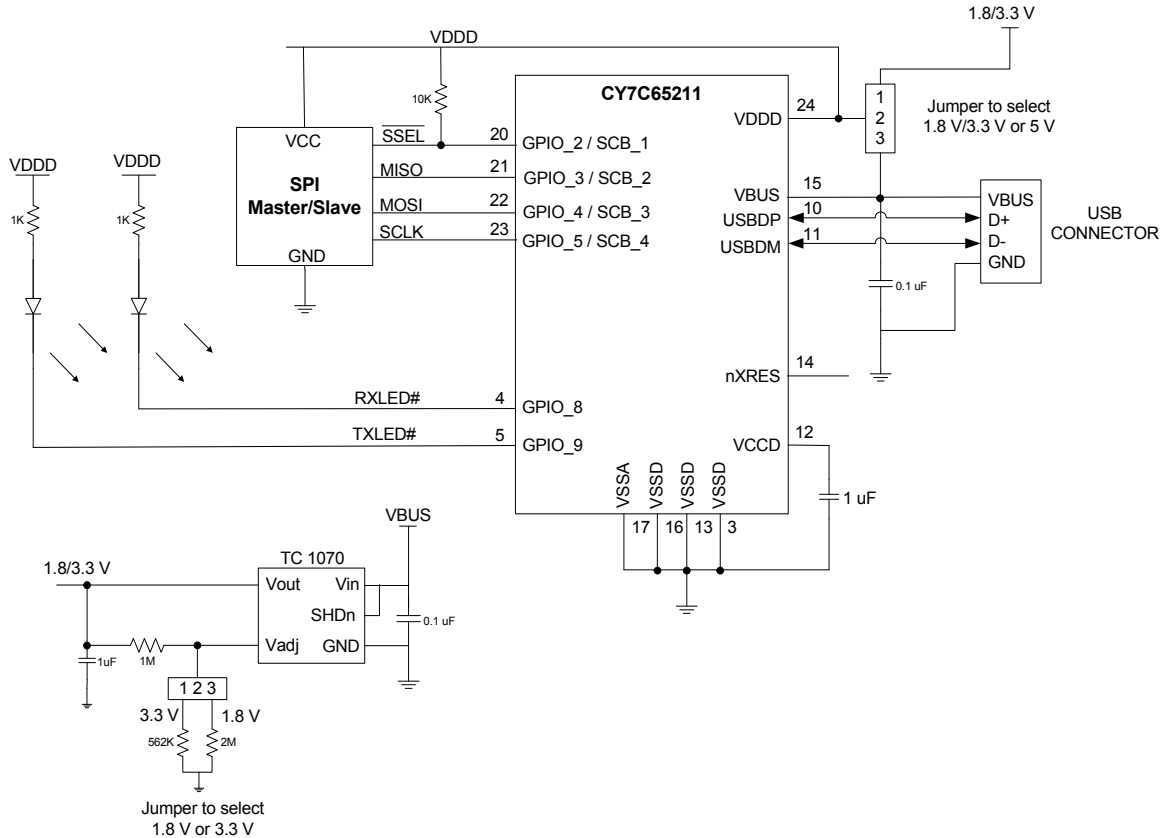 1.8/3.3 V
VDDD
10K
CY7C65211
VDDD
24
1
2
3
Jumper to select
1.8 V/3.3 V or 5 V
VCC
SPI
Master/Slave
GND
SSEL
20
GPIO_2 / SCB_1
MISO
21
GPIO_3 / SCB_2
MOSI
22
GPIO_4 / SCB_3
SCLK
23
GPIO_5 / SCB_4
VDDD
VDDD
1K
1K
VBUS
15
USBDP
10
USBDM
11
VBUS
D+
D-
GND
USB
CONNECTOR
0.1 uF
nXRES
14
RXLED#
4
GPIO_8
TXLED#
5
GPIO_9
VCCD
12
1 uF
VSSA
VSSD
VSSD
VSSD
17
16
13
3
VBUS
TC 1070
1.8/3.3 V
Vout
Vin
SHDn
Vadj
GND
0.1 uF
1uF
1M
1 2 3
3.3 V
1.8 V
562K
2M
Jumper to select
1.8 V or 3.3 V